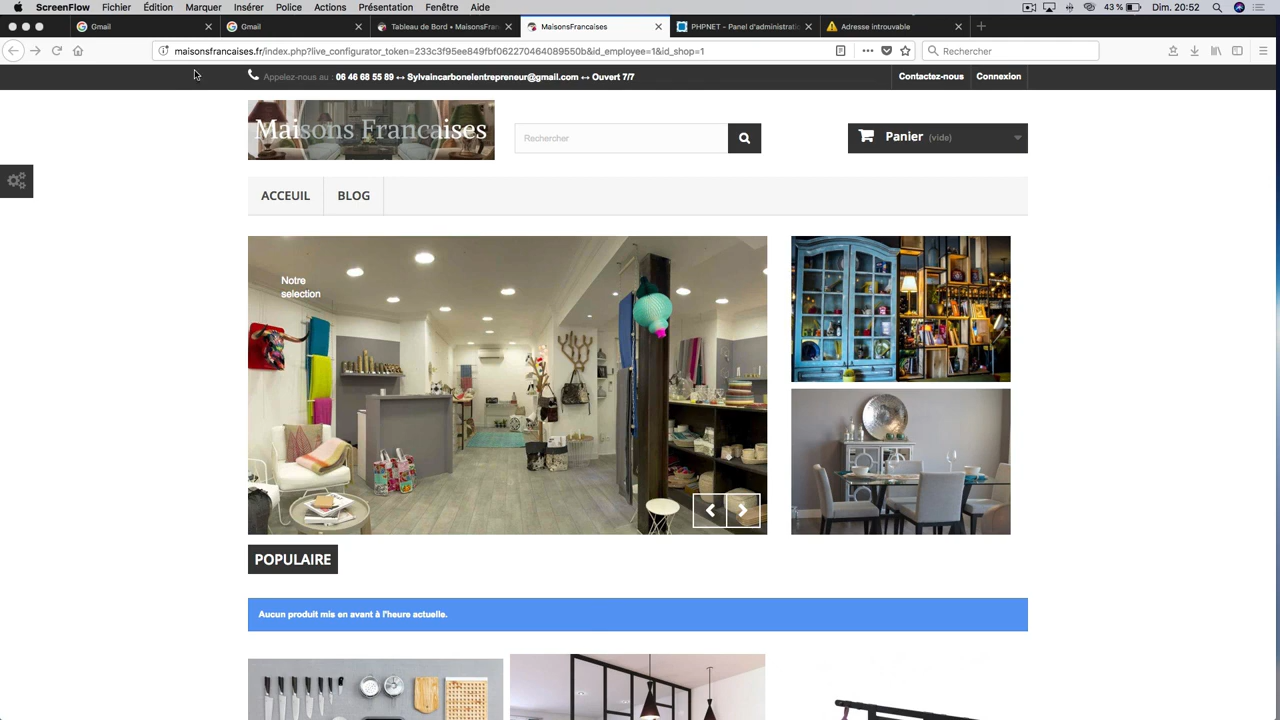 ScreenFlow Fichier Édition Marquer Insérer Police Actions Présentation Fenêtre Aide 43 % Dim. 20:52
Gmail Gmail Tableau de Bord • MaisonsFran MaisonsFrancaises PHPNET - Panel d'administratio Adresse introuvable
maisonsfrancaises.fr/index.php?live_configurator_token=233c3f95ee849fbf062270464089550b&id_employee=1&id_shop=1 Rechercher
Appelez-nous au : 06 46 68 55 89 ↔ Sylvaincarbonelentrepreneur@gmail.com ↔ Ouvert 7/7 Contactez-nous Connexion
Maisons Francaises
Rechercher
Panier (vide)
ACCEUIL BLOG
Notre
selection
POPULAIRE
Aucun produit mis en avant à l'heure actuelle.